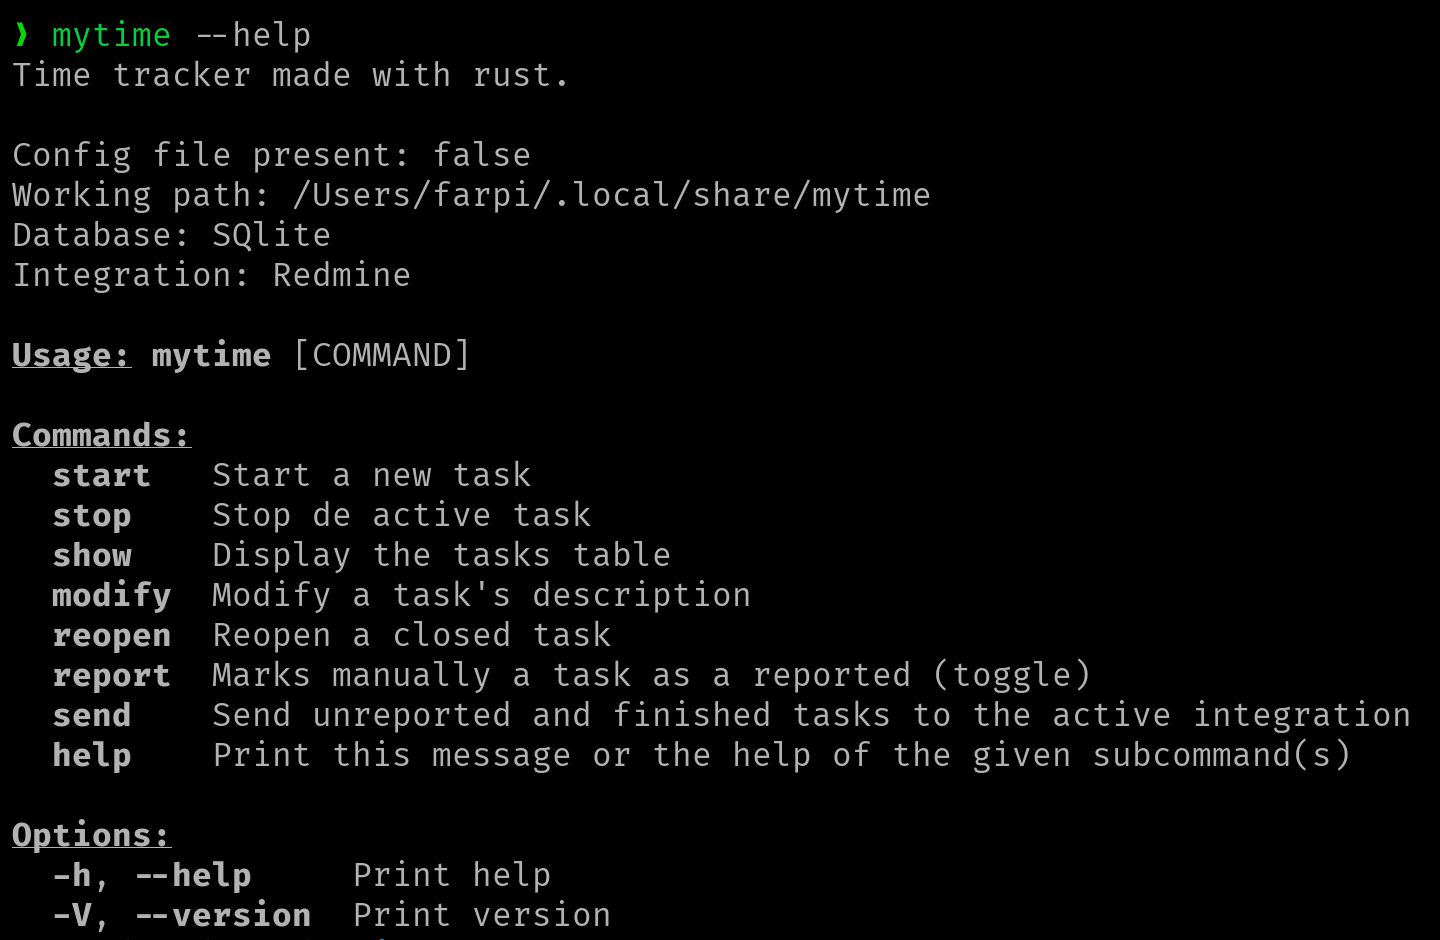 ❯ mytime --help
Time tracker made with rust.

Config file present: false
Working path: /Users/farpi/.local/share/mytime
Database: SQlite
Integration: Redmine

Usage: mytime [COMMAND]

Commands:
  start   Start a new task
  stop    Stop de active task
  show    Display the tasks table
  modify  Modify a task's description
  reopen  Reopen a closed task
  report  Marks manually a task as a reported (toggle)
  send    Send unreported and finished tasks to the active integration
  help    Print this message or the help of the given subcommand(s)

Options:
  -h, --help     Print help
  -V, --version  Print version